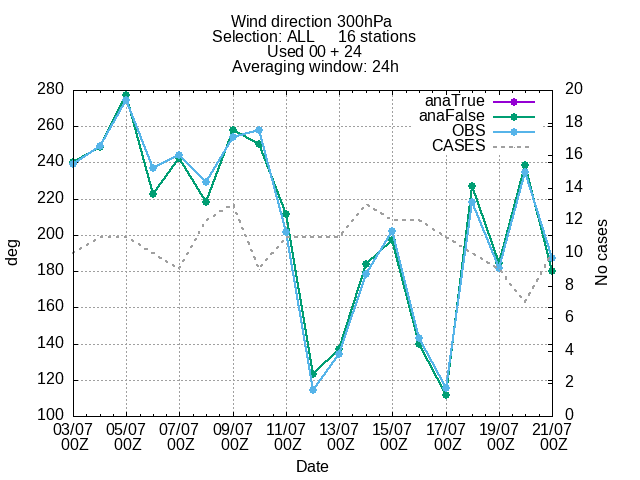 Wind direction 300hPa
Selection: ALL 16 stations
Used 00 + 24
Averaging window: 24h
280 20
260 18
240 16
220 14
200 12
180 10
160 8
140 6
120 4
100 2
0
anaTrue
anaFalse
OBS
CASES
deg
No cases
03/07 05/07 07/07 09/07 11/07 13/07 15/07 17/07 19/07 21/07
00Z 00Z 00Z 00Z 00Z 00Z 00Z 00Z 00Z 00Z
Date